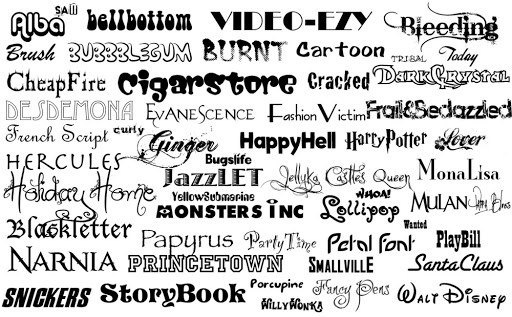 Alba SAW bellbottom VIDEO-EZY Bleeding
Brush BUBBLEGUM BURNT Cartoon TRIBAL Today
CheapFire CigarStore Cracked DarkCrystal
DESDEMONA EVANESCENCE Fashion Victim Frail&Bedazzled
French Script curly Ginger HappyHell HarryPotter Lover
HERCULES Bugslife JAZZLET Jellyka Castles Queen MonaLisa
Holiday Home YellowSubmarine WHOA! MULAN
MONSTERS INC Lollipop
Blackletter Papyrus PartyTime Petal Font Wanted PlayBill
NARNIA PRINCETOWN SMALLVILLE SantaClaus
SNICKERS StoryBook Porcupine WillyWonka Fancy Pens Walt Disney